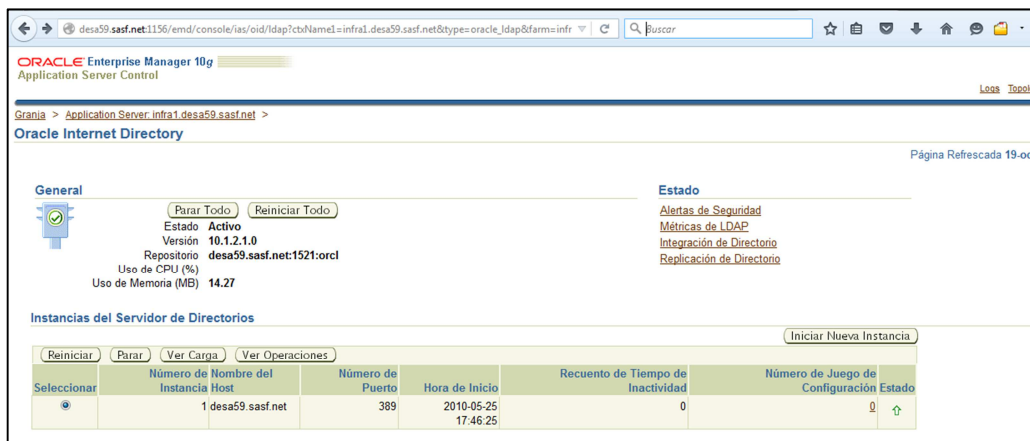 desa59.sasf.net:1156/emd/console/ias/oid/ldap?ctxName1=infra1.desa59.sasf.net&type=oracle_ldap&farm=infr
Buscar
ORACLE Enterprise Manager 10g
Application Server Control
Logs Topol
Granja > Application Server: infra1.desa59.sasf.net >
Oracle Internet Directory
Página Refrescada 19-oc
General
Parar Todo Reiniciar Todo
Estado Activo
Versión 10.1.2.1.0
Repositorio desa59.sasf.net:1521:orcl
Uso de CPU (%)
Uso de Memoria (MB) 14.27
Estado
Alertas de Seguridad
Métricas de LDAP
Integración de Directorio
Replicación de Directorio
Instancias del Servidor de Directorios
Iniciar Nueva Instancia
Reiniciar Parar Ver Carga Ver Operaciones
Seleccionar Número de Instancia Nombre del Host Número de Puerto Hora de Inicio Recuento de Tiempo de Inactividad Número de Juego de Configuración Estado
1 desa59.sasf.net 389 2010-05-25 17:46:25 0 0